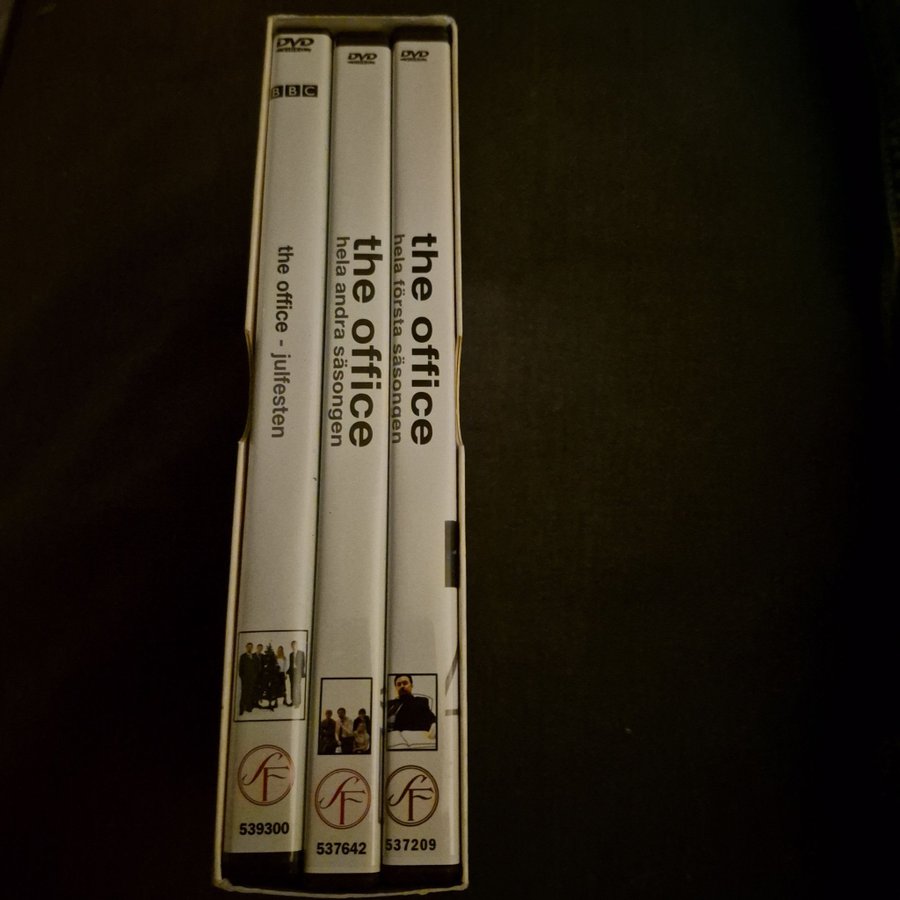 DVD
BBC
the office - julfesten
539300
DVD
the office
hela andra säsongen
537642
DVD
the office
hela första säsongen
537209